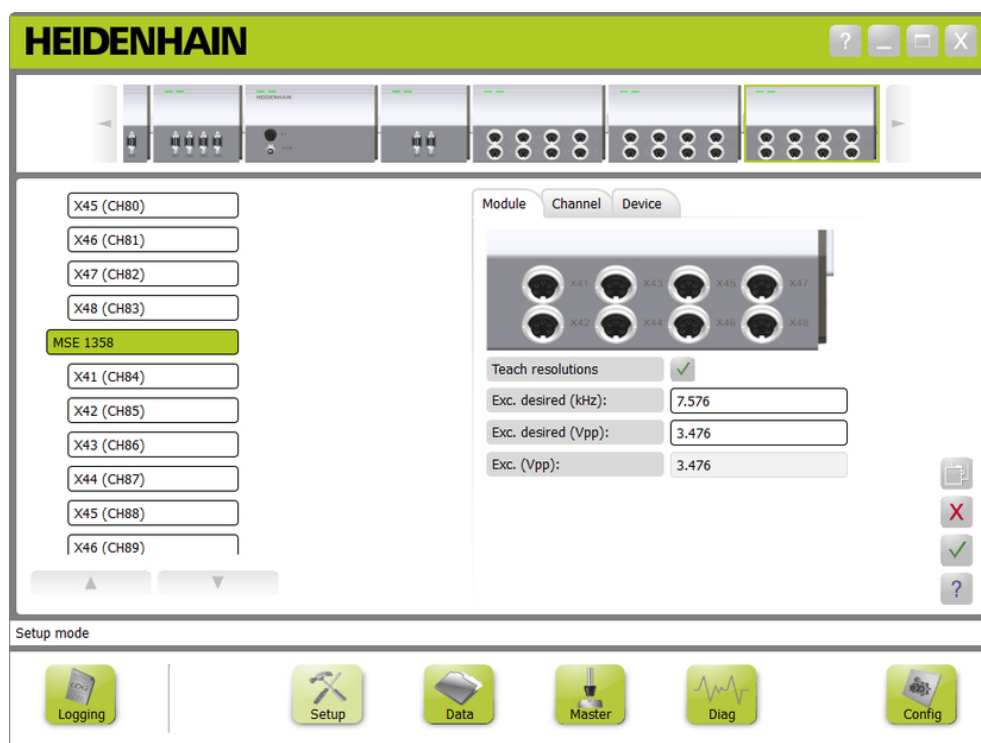 HEIDENHAIN
?
X
HEIDENHAIN
X45 (CH80)
X46 (CH81)
X47 (CH82)
X48 (CH83)
MSE 1358
X41 (CH84)
X42 (CH85)
X43 (CH86)
X44 (CH87)
X45 (CH88)
X46 (CH89)
Module Channel Device
X41 X43 X45 X47
X42 X44 X46 X48
Teach resolutions
Exc. desired (kHz): 7.576
Exc. desired (Vpp): 3.476
Exc. (Vpp): 3.476
X
?
Setup mode
LOG
Logging Setup Data Master Diag Config